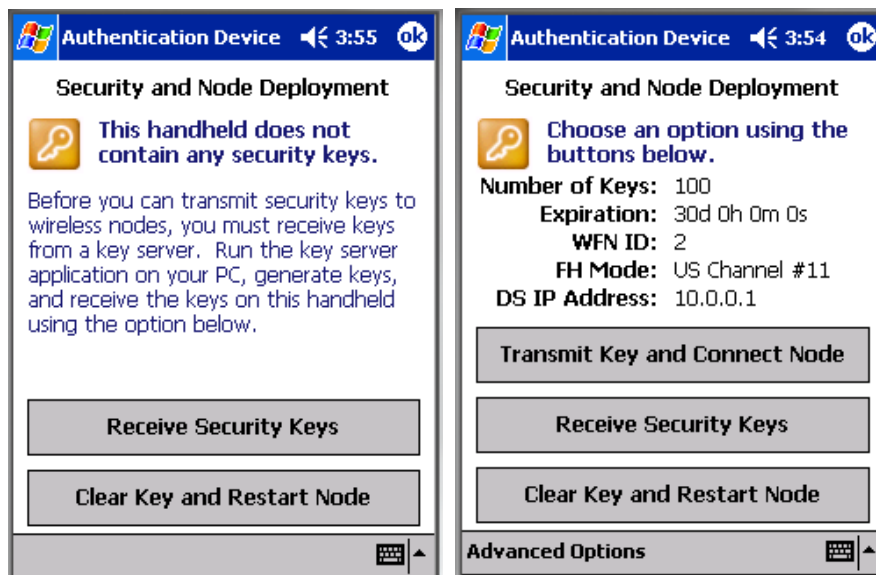 Authentication Device 3:55 ok
Security and Node Deployment
This handheld does not
contain any security keys.
Before you can transmit security keys to
wireless nodes, you must receive keys
from a key server. Run the key server
application on your PC, generate keys,
and receive the keys on this handheld
using the option below.
Receive Security Keys
Clear Key and Restart Node
Authentication Device 3:54 ok
Security and Node Deployment
Choose an option using the
buttons below.
Number of Keys: 100
Expiration: 30d 0h 0m 0s
WFN ID: 2
FH Mode: US Channel #11
DS IP Address: 10.0.0.1
Transmit Key and Connect Node
Receive Security Keys
Clear Key and Restart Node
Advanced Options